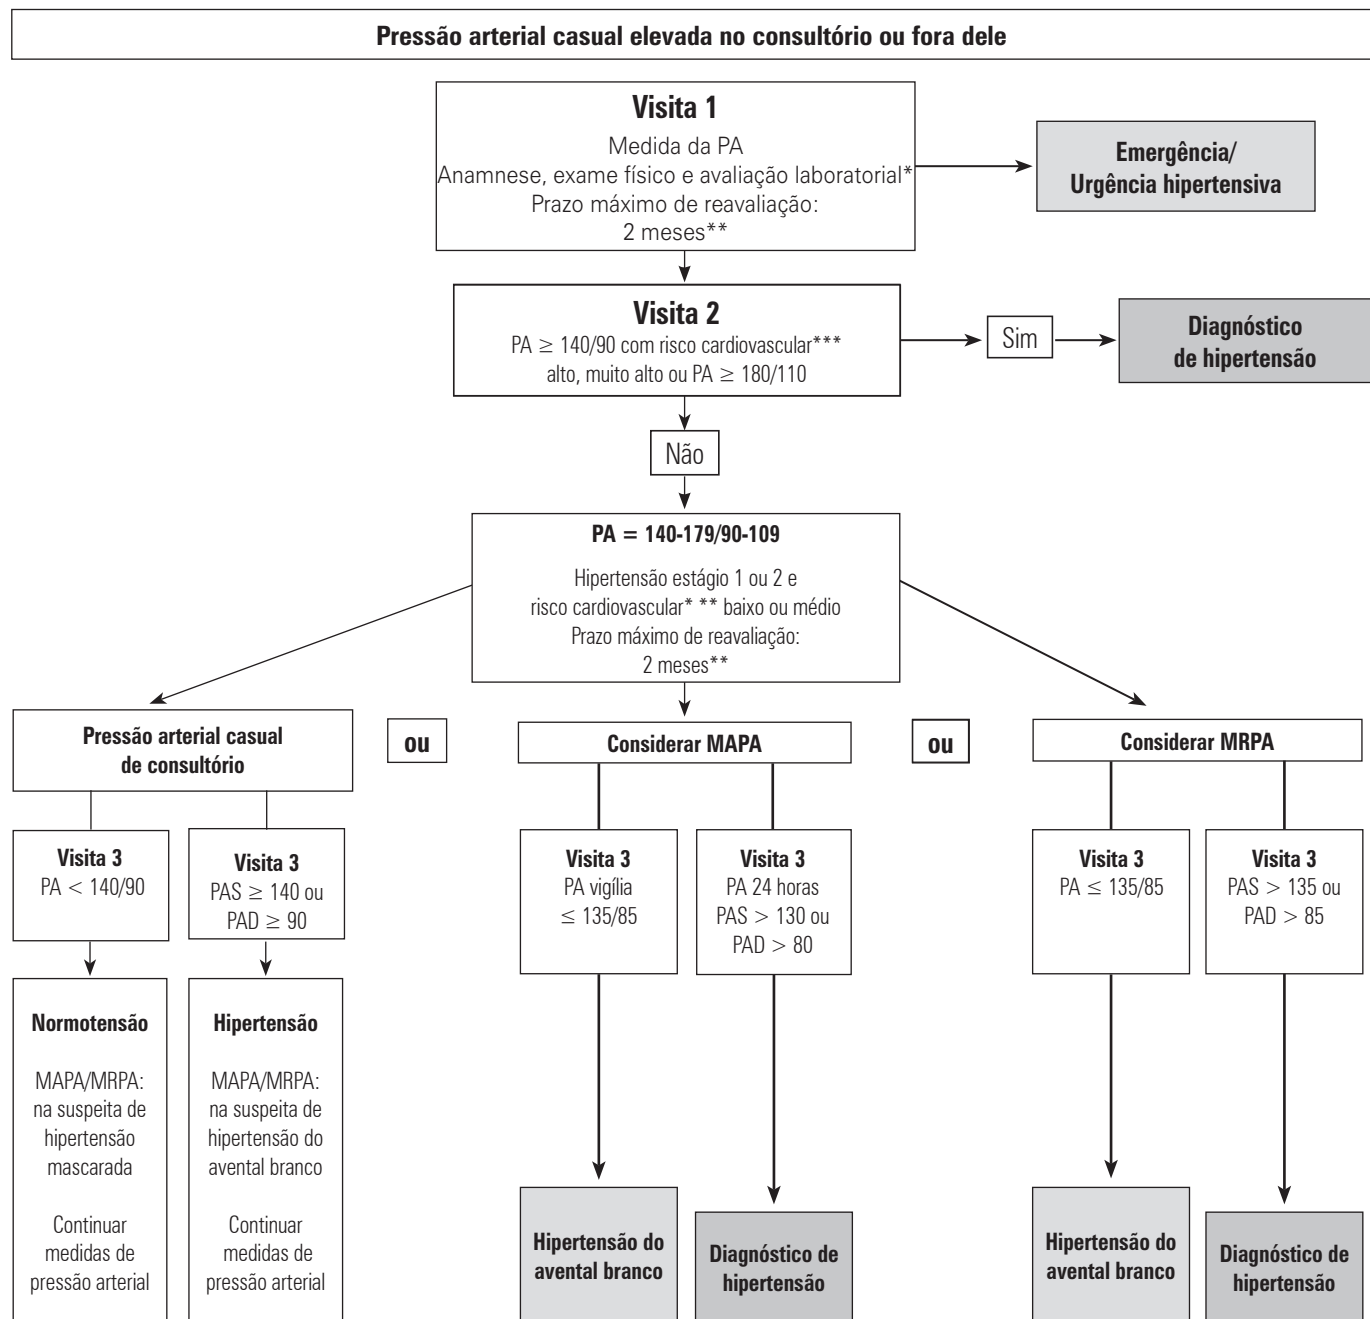 Pressão arterial casual elevada no consultório ou fora dele
Visita 1
Medida da PA
Anamnese, exame físico e avaliação laboratorial*
Prazo máximo de reavaliação:
2 meses**
Emergência/
Urgência hipertensiva
Visita 2
PA ≥ 140/90 com risco cardiovascular***
alto, muito alto ou PA ≥ 180/110
Sim
Diagnóstico
de hipertensão
Não
PA = 140-179/90-109
Hipertensão estágio 1 ou 2 e
risco cardiovascular* ** baixo ou médio
Prazo máximo de reavaliação:
2 meses**
Pressão arterial casual
de consultório
ou
Considerar MAPA
ou
Considerar MRPA
Visita 3
PA < 140/90
Visita 3
PAS ≥ 140 ou
PAD ≥ 90
Visita 3
PA vigília
≤ 135/85
Visita 3
PA 24 horas
PAS > 130 ou
PAD > 80
Visita 3
PA ≤ 135/85
Visita 3
PAS > 135 ou
PAD > 85
Normotensão
MAPA/MRPA:
na suspeita de
hipertensão
mascarada
Continuar
medidas de
pressão arterial
Hipertensão
MAPA/MRPA:
na suspeita de
hipertensão do
avental branco
Continuar
medidas de
pressão arterial
Hipertensão do
avental branco
Diagnóstico de
hipertensão
Hipertensão do
avental branco
Diagnóstico de
hipertensão